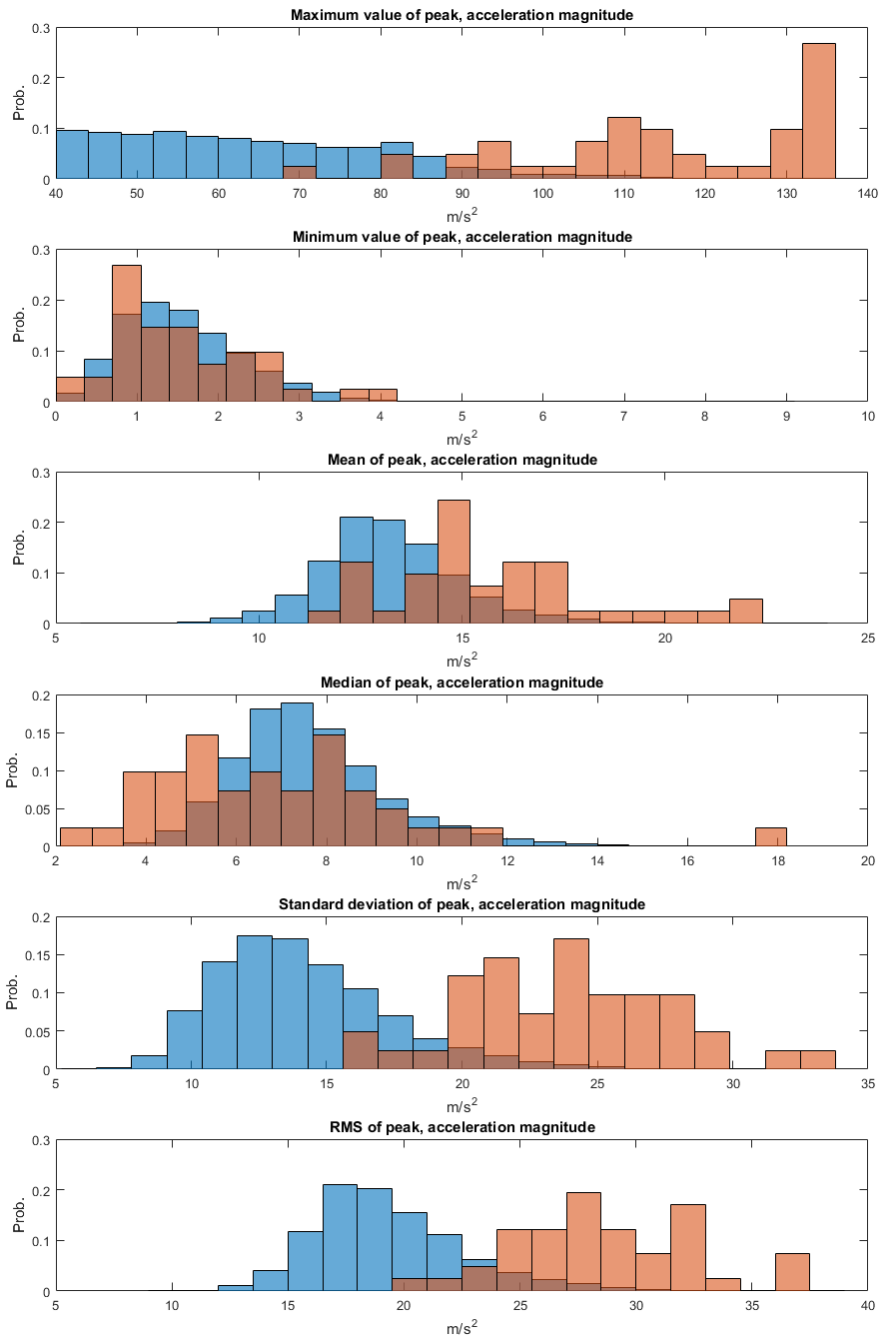 Maximum value of peak, acceleration magnitude
0.3
0.2
0.1
0
Prob.
40 50 60 70 80 90 100 110 120 130 140
m/s²
Minimum value of peak, acceleration magnitude
0.3
0.2
0.1
0
Prob.
0 1 2 3 4 5 6 7 8 9 10
m/s²
Mean of peak, acceleration magnitude
0.3
0.2
0.1
0
Prob.
5 10 15 20 25
m/s²
Median of peak, acceleration magnitude
0.2
0.15
0.1
0.05
0
Prob.
2 4 6 8 10 12 14 16 18 20
m/s²
Standard deviation of peak, acceleration magnitude
0.2
0.15
0.1
0.05
0
Prob.
5 10 15 20 25 30 35
m/s²
RMS of peak, acceleration magnitude
0.3
0.2
0.1
0
Prob.
5 10 15 20 25 30 35 40
m/s²